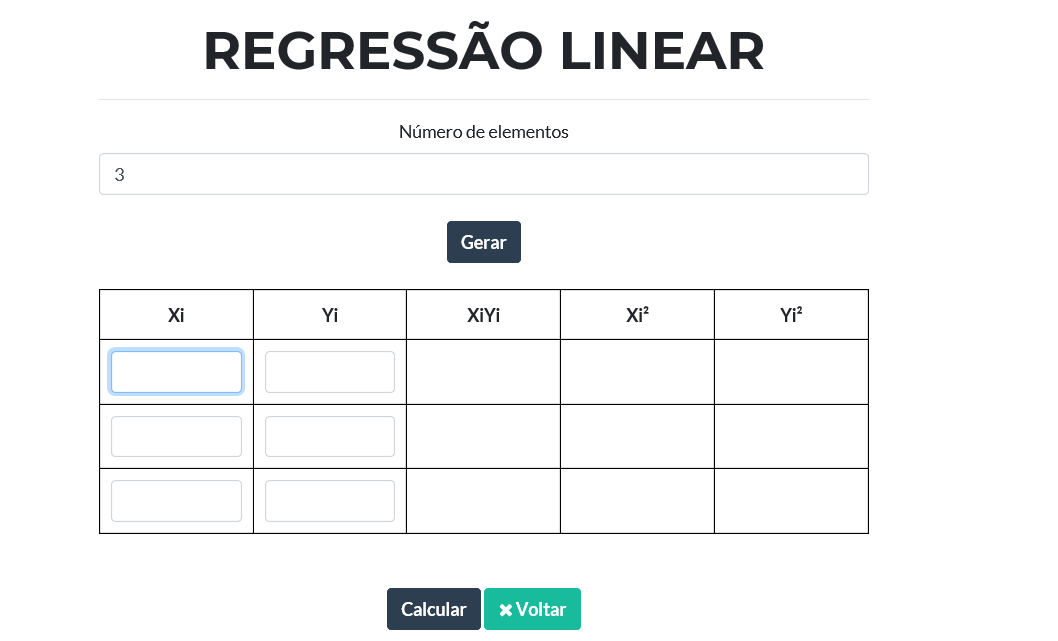 REGRESSÃO LINEAR
Número de elementos
3
Gerar
Xi Yi XiYi Xi² Yi²
Calcular Voltar